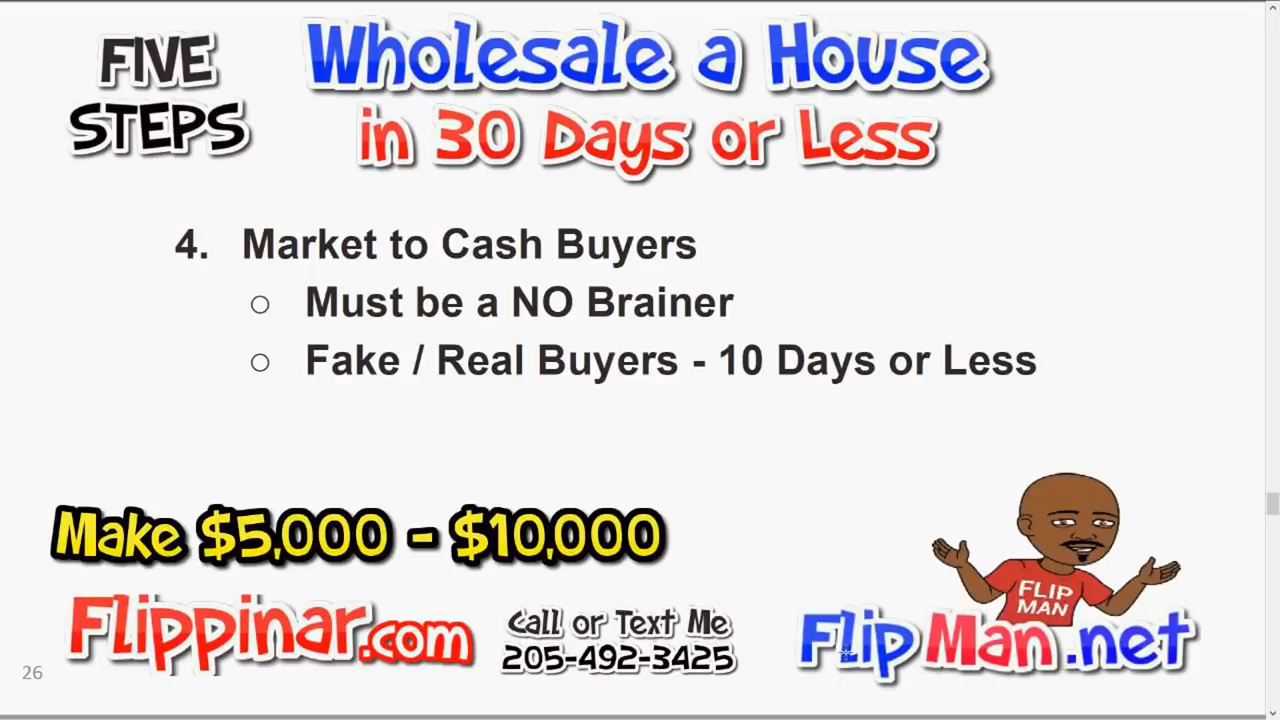 FIVE
STEPS
Wholesale a House
in 30 Days or Less
4. Market to Cash Buyers
○ Must be a NO Brainer
○ Fake / Real Buyers - 10 Days or Less
Make $5,000 - $10,000
Flippinar.com
Call or Text Me
205-492-3425
FLIP
MAN
FlipMan.net
26